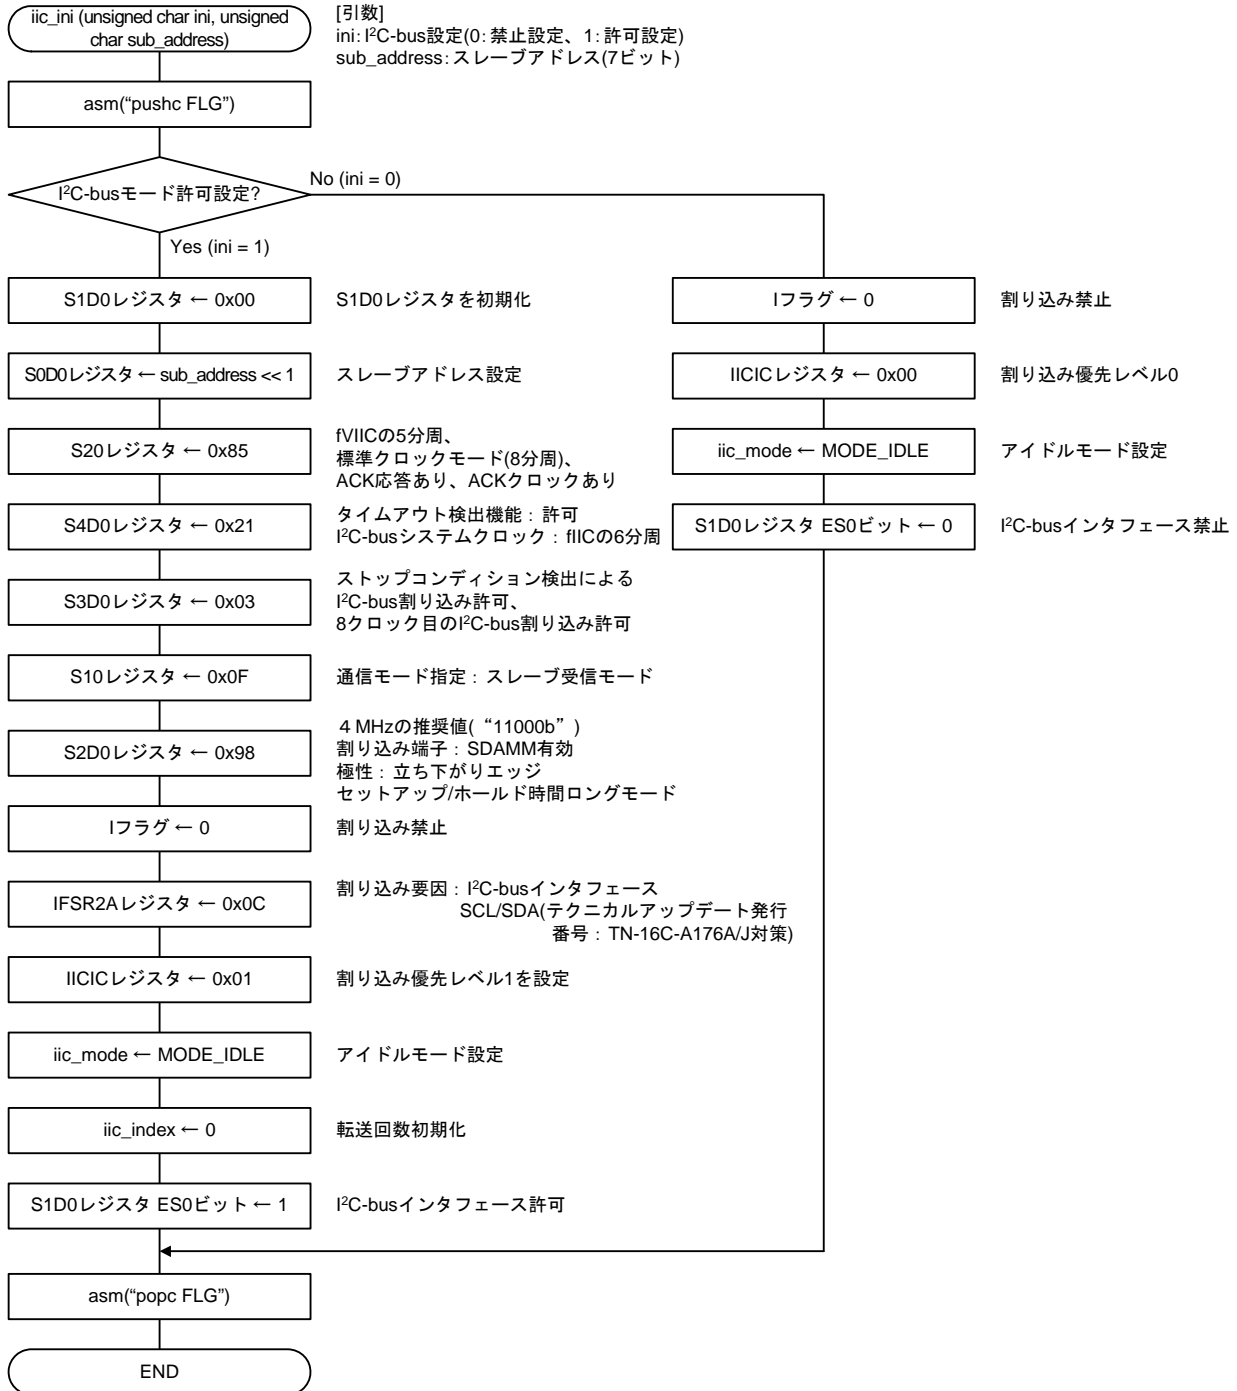 iic_ini (unsigned char ini, unsigned
char sub_address)
[引数]
ini: I²C-bus設定(0: 禁止設定、1: 許可設定)
sub_address: スレーブアドレス(7ビット)
asm(“pushc FLG”)
I²C-busモード許可設定?
No (ini = 0)
Yes (ini = 1)
S1D0レジスタ ← 0x00
S1D0レジスタを初期化
Iフラグ ← 0
割り込み禁止
S0D0レジスタ ← sub_address << 1
スレーブアドレス設定
IICICレジスタ ← 0x00
割り込み優先レベル0
S20レジスタ ← 0x85
fVIICの5分周、
標準クロックモード(8分周)、
ACK応答あり、ACKクロックあり
iic_mode ← MODE_IDLE
アイドルモード設定
S4D0レジスタ ← 0x21
タイムアウト検出機能：許可
I²C-busシステムクロック：fIICの6分周
S1D0レジスタ ES0ビット ← 0
I²C-busインタフェース禁止
S3D0レジスタ ← 0x03
ストップコンディション検出による
I²C-bus割り込み許可、
8クロック目のI²C-bus割り込み許可
S10レジスタ ← 0x0F
通信モード指定：スレーブ受信モード
S2D0レジスタ ← 0x98
４MHzの推奨値(“11000b”)
割り込み端子：SDAMM有効
極性：立ち下がりエッジ
セットアップ/ホールド時間ロングモード
Iフラグ ← 0
割り込み禁止
IFSR2Aレジスタ ← 0x0C
割り込み要因：I²C-busインタフェース
SCL/SDA(テクニカルアップデート発行
番号：TN-16C-A176A/J対策)
IICICレジスタ ← 0x01
割り込み優先レベル1を設定
iic_mode ← MODE_IDLE
アイドルモード設定
iic_index ← 0
転送回数初期化
S1D0レジスタ ES0ビット ← 1
I²C-busインタフェース許可
asm(“popc FLG”)
END